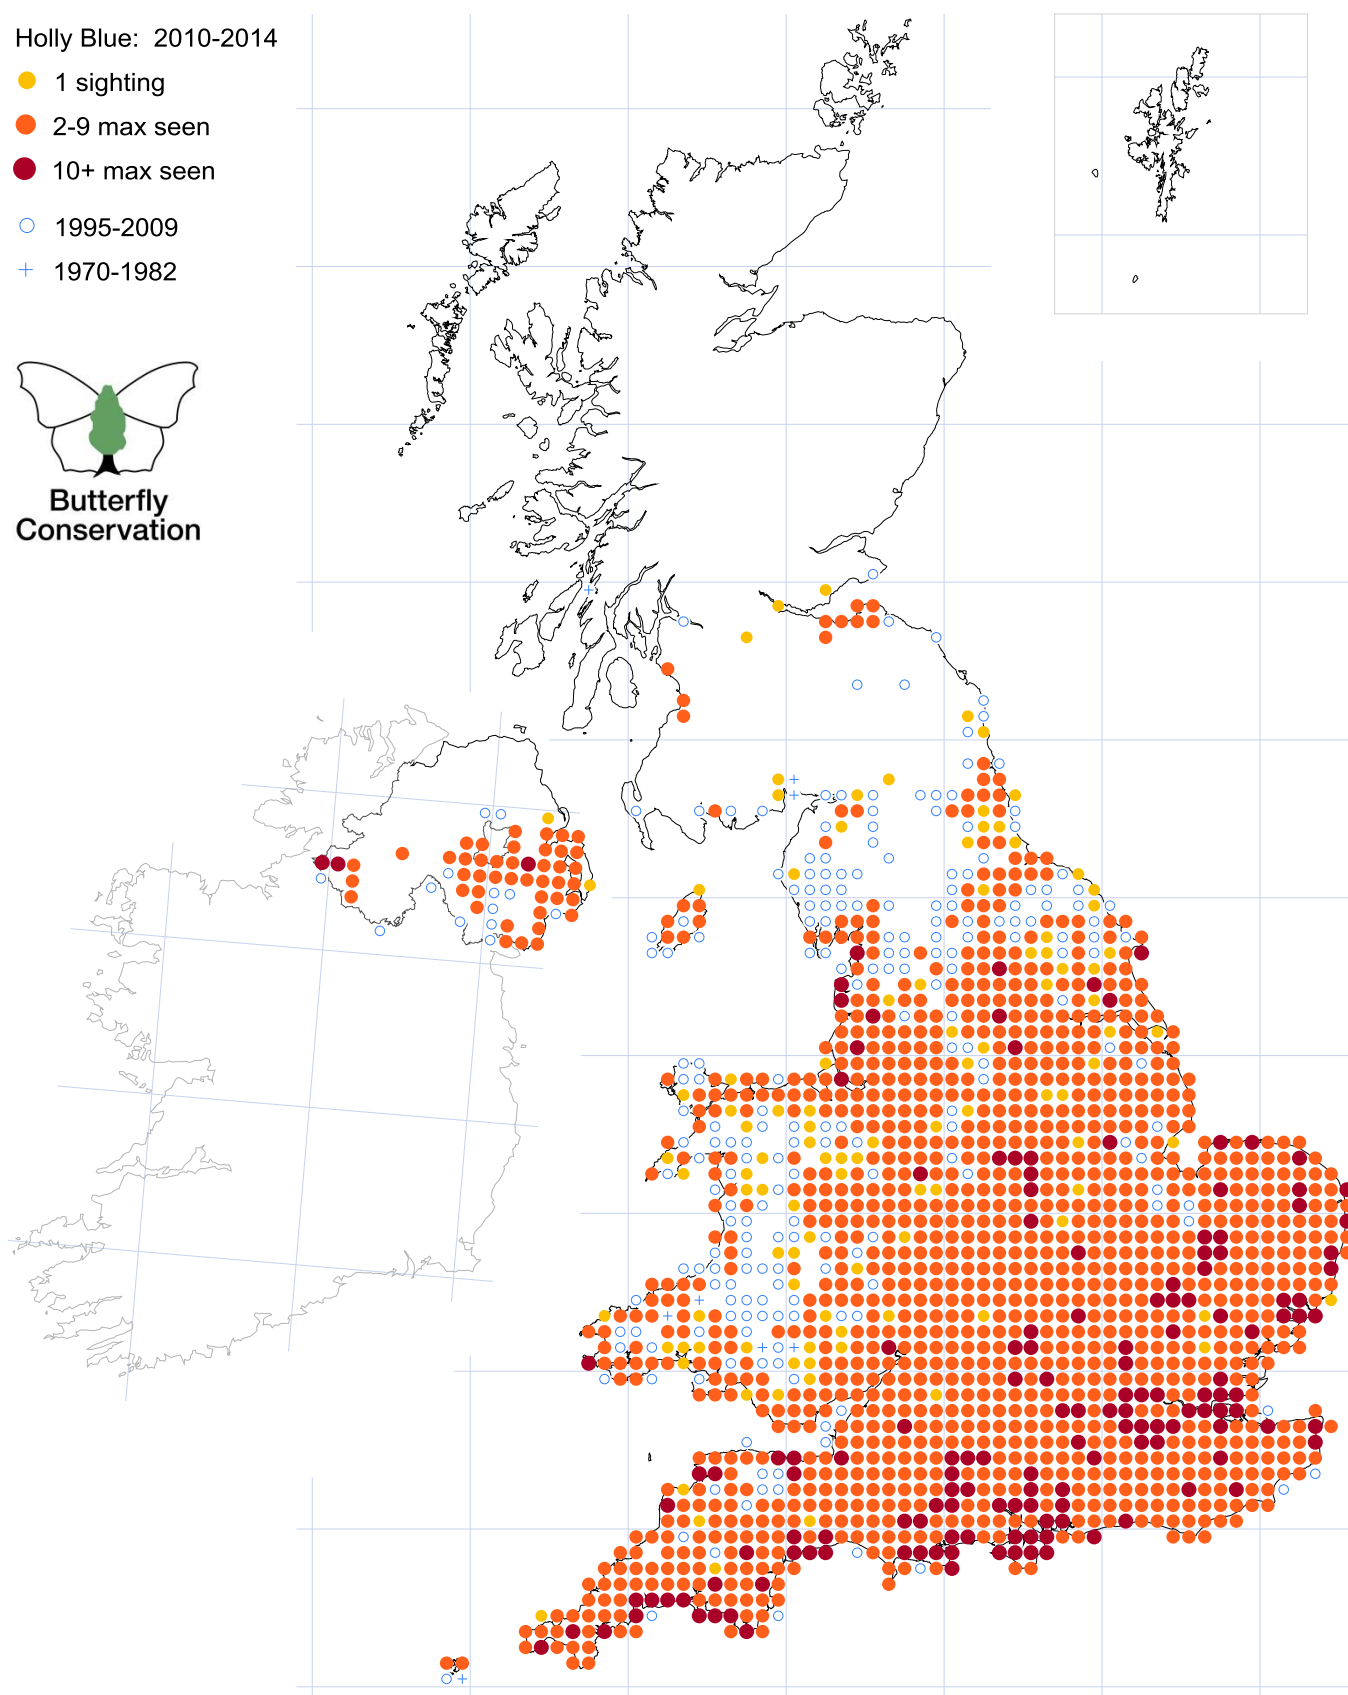 Holly Blue: 2010-2014
1 sighting
2-9 max seen
10+ max seen
1995-2009
1970-1982
Butterfly
Conservation